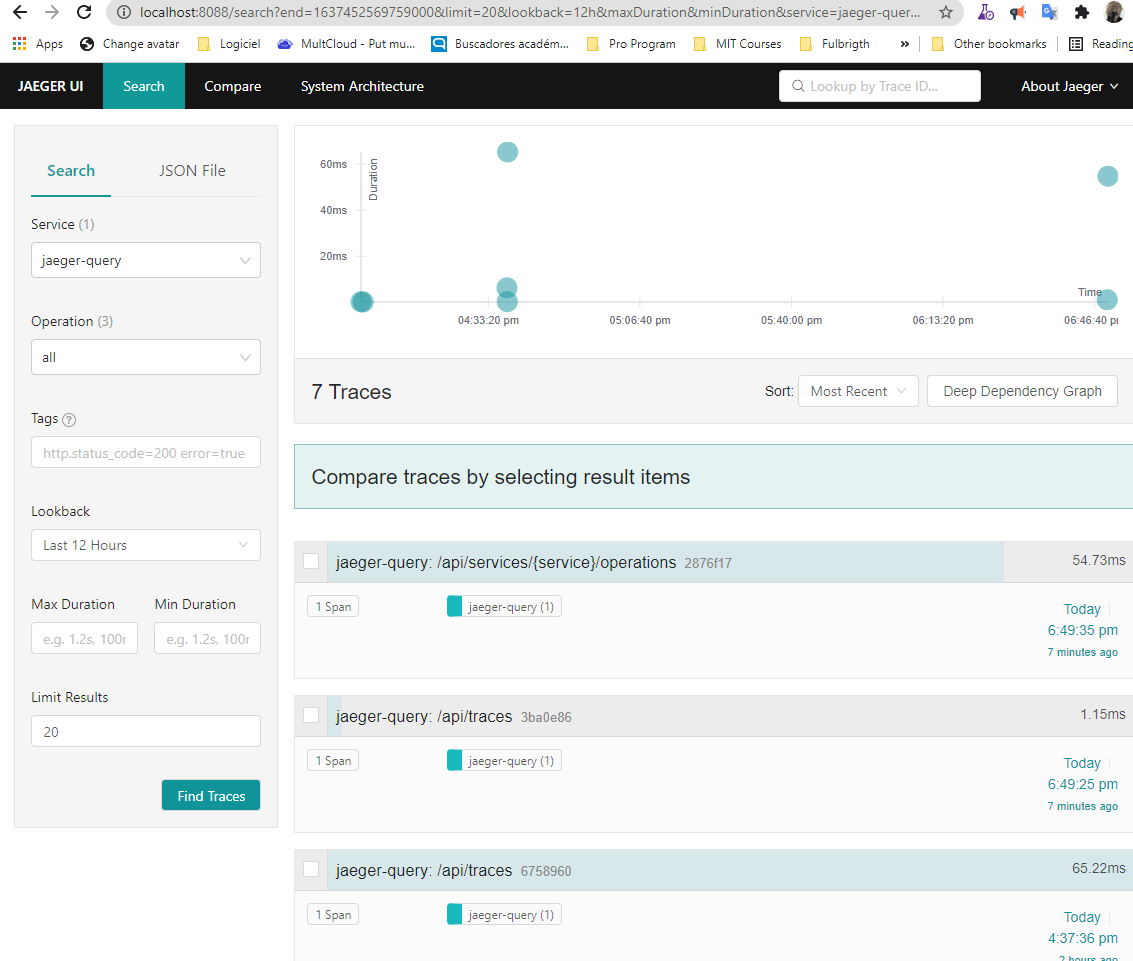 localhost:8088/search?end=1637452569759000&limit=20&lookback=12h&maxDuration&minDuration&service=jaeger-quer...
Apps Change avatar Logiciel MultCloud - Put mu... Buscadores académ... Pro Program MIT Courses Fulbrigth » Other bookmarks Reading
JAEGER UI Search Compare System Architecture Lookup by Trace ID... About Jaeger
Search JSON File
Service (1)
jaeger-query
Operation (3)
all
Tags ?
http.status_code=200 error=true
Lookback
Last 12 Hours
Max Duration Min Duration
e.g. 1.2s, 100r e.g. 1.2s, 100r
Limit Results
20
Find Traces
Duration
60ms
40ms
20ms
Time
04:33:20 pm 05:06:40 pm 05:40:00 pm 06:13:20 pm 06:46:40 pr
7 Traces Sort: Most Recent Deep Dependency Graph
Compare traces by selecting result items
jaeger-query: /api/services/{service}/operations 2876f17 54.73ms
1 Span jaeger-query (1) Today
6:49:35 pm
7 minutes ago
jaeger-query: /api/traces 3ba0e86 1.15ms
1 Span jaeger-query (1) Today
6:49:25 pm
7 minutes ago
jaeger-query: /api/traces 6758960 65.22ms
1 Span jaeger-query (1) Today
4:37:36 pm
2 hours ago